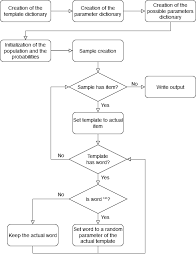 Creation of the
template dictionary
Creation of the
parameter dictionary
Creation of the
possible parameters
dictionary
Initialization of the
population and the
probabilities
Sample creation
Sample has item?
No
Write output
Yes
Set template to actual
item
Template
has word?
No
Yes
Is word "*"?
No
Yes
Keep the actual word
Set word to a random
parameter of the
actual template